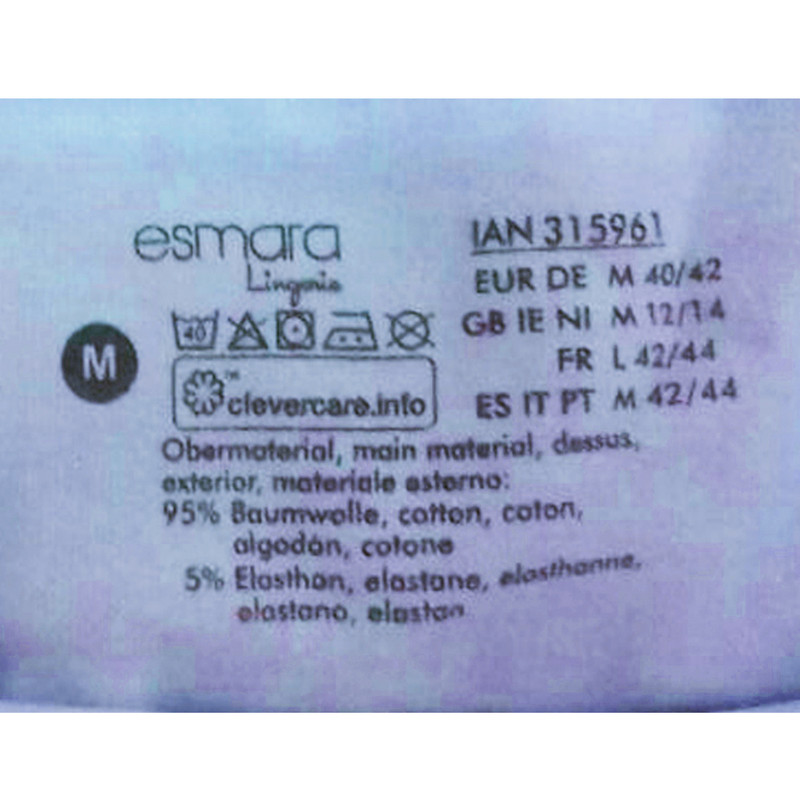 esmara
Lingerie
IAN 315961
EUR DE M 40/42
GB IE NI M 12/14
FR L 42/44
ES IT PT M 42/44
40
M
clevercare.info™
Obermaterial, main material, dessus,
exterior, materiale esterno:
95% Baumwolle, cotton, coton,
algodón, cotone
5% Elasthan, elastane, élasthanne,
elastano, elastan